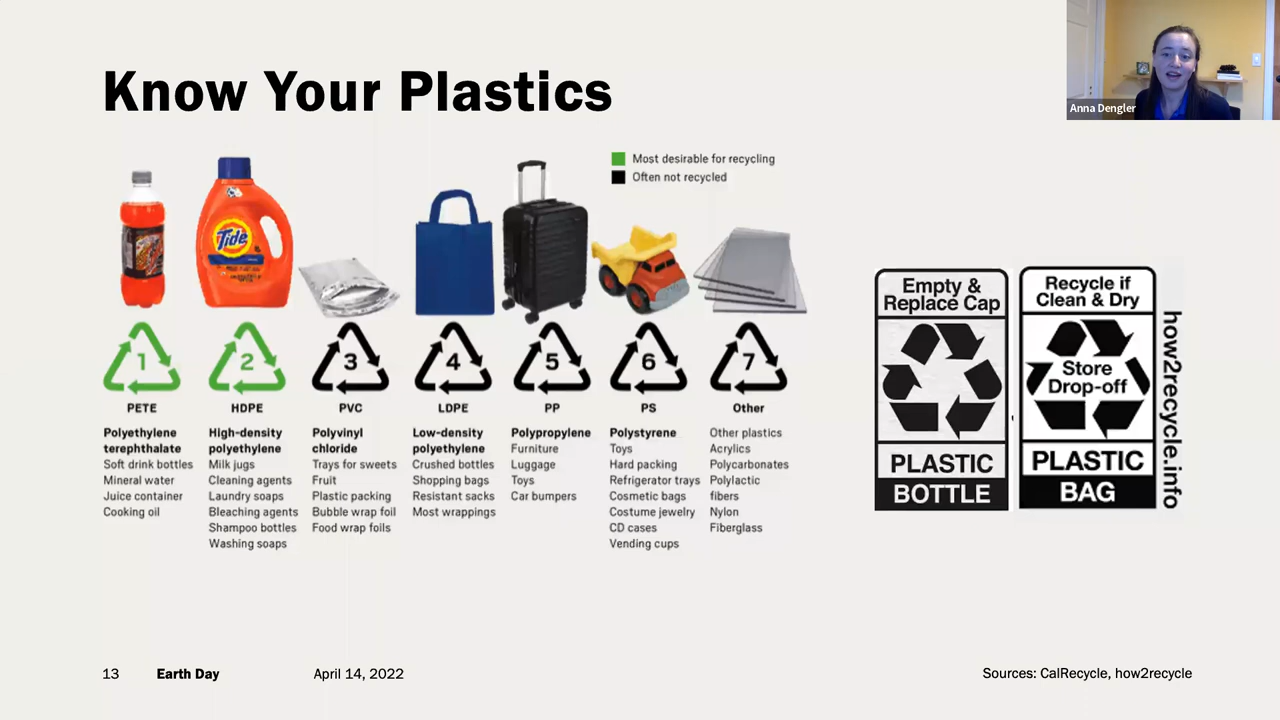 Know Your Plastics
Anna Dengler
Most desirable for recycling
Often not recycled
Tide
1
PETE
Polyethylene
terephthalate
Soft drink bottles
Mineral water
Juice container
Cooking oil
2
HDPE
High-density
polyethylene
Milk jugs
Cleaning agents
Laundry soaps
Bleaching agents
Shampoo bottles
Washing soaps
3
PVC
Polyvinyl
chloride
Trays for sweets
Fruit
Plastic packing
Bubble wrap foil
Food wrap foils
4
LDPE
Low-density
polyethylene
Crushed bottles
Shopping bags
Resistant sacks
Most wrappings
5
PP
Polypropylene
Furniture
Luggage
Toys
Car bumpers
6
PS
Polystyrene
Toys
Hard packing
Refrigerator trays
Cosmetic bags
Costume jewelry
CD cases
Vending cups
7
Other
Other plastics
Acrylics
Polycarbonates
Polylactic
fibers
Nylon
Fiberglass
Empty &
Replace Cap
PLASTIC
BOTTLE
Recycle if
Clean & Dry
Store
Drop-off
PLASTIC
BAG
how2recycle.info
13
Earth Day
April 14, 2022
Sources: CalRecycle, how2recycle